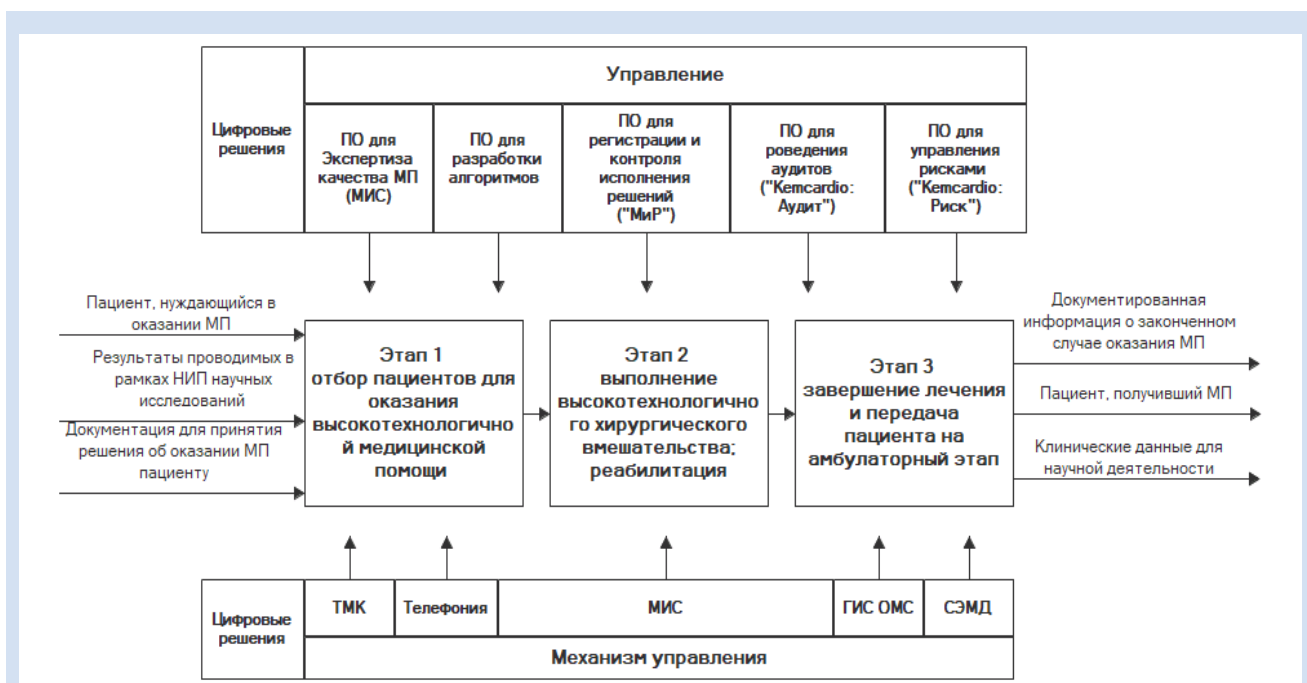 Управление
Цифровые
решения
ПО для
Экспертиза
качества МП
(МИС)
ПО для
разработки
алгоритмов
ПО для
регистрации и
контроля
исполнения
решений
("МиР")
ПО для
роведения
аудитов
("Kemcardio:
Аудит")
ПО для
управления
рисками
("Kemcardio:
Риск")
Пациент, нуждающийся в
оказании МП
Результаты проводимых в
рамках НИП научных
исследований
Документация для принятия
решения об оказании МП
пациенту
Этап 1
отбор пациентов для
оказания
высокотехнологично
й медицинской
помощи
Этап 2
выполнение
высокотехнологично
го хирургического
вмешательства;
реабилитация
Этап 3
завершение лечения
и передача
пациента на
амбулаторный этап
Документированная
информация о законченном
случае оказания МП
Пациент, получивший МП
Клинические данные для
научной деятельности
Цифровые
решения
ТМК
Телефония
МИС
ГИС ОМС
СЭМД
Механизм управления